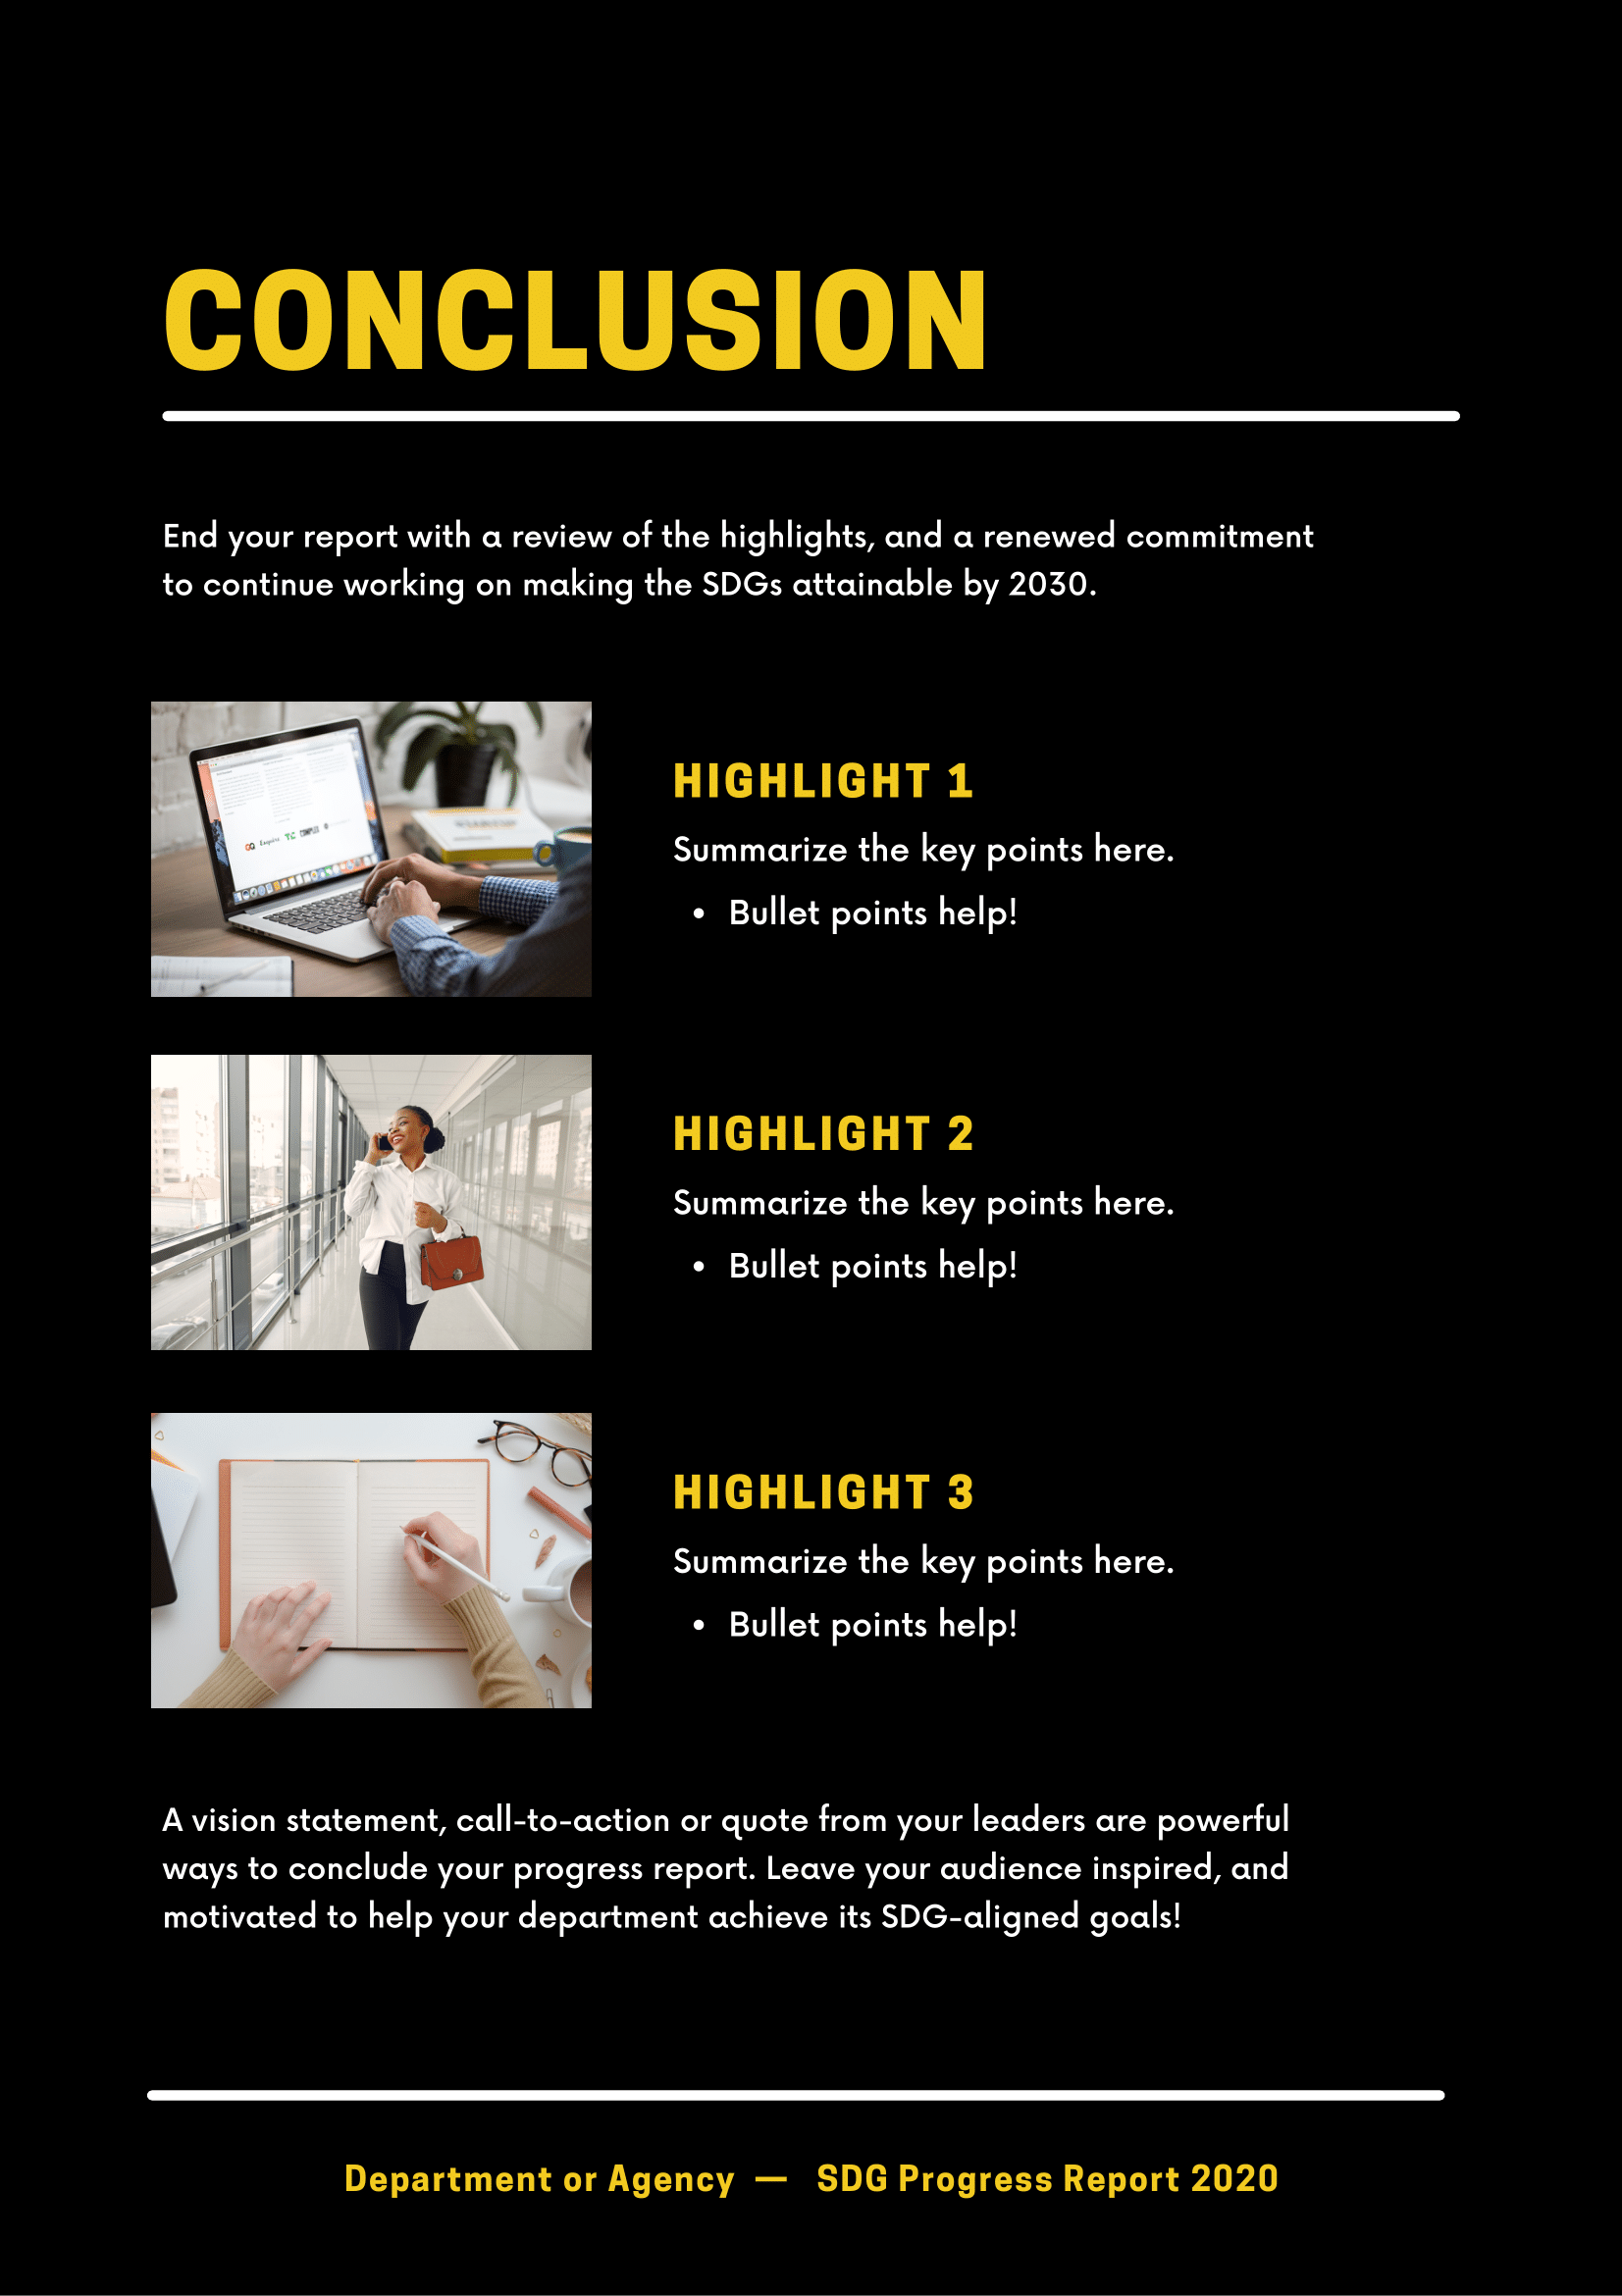 CONCLUSION
End your report with a review of the highlights, and a renewed commitment
to continue working on making the SDGs attainable by 2030.
GQ Esquire TC COMPLEX
HIGHLIGHT 1
Summarize the key points here.
• Bullet points help!
HIGHLIGHT 2
Summarize the key points here.
• Bullet points help!
HIGHLIGHT 3
Summarize the key points here.
• Bullet points help!
A vision statement, call-to-action or quote from your leaders are powerful
ways to conclude your progress report. Leave your audience inspired, and
motivated to help your department achieve its SDG-aligned goals!
Department or Agency — SDG Progress Report 2020